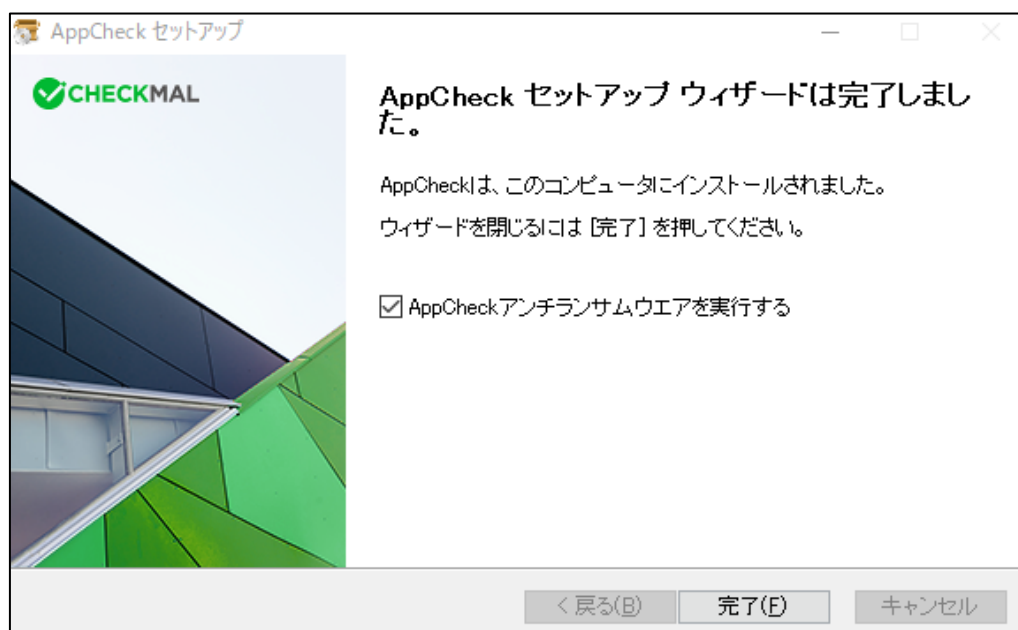 AppCheck セットアップ
CHECKMAL
AppCheck セットアップ ウィザードは完了しまし
た。
AppCheckは、このコンピュータにインストールされました。
ウィザードを閉じるには [完了] を押してください。
AppCheckアンチランサムウエアを実行する
< 戻る(B)
完了(F)
キャンセル